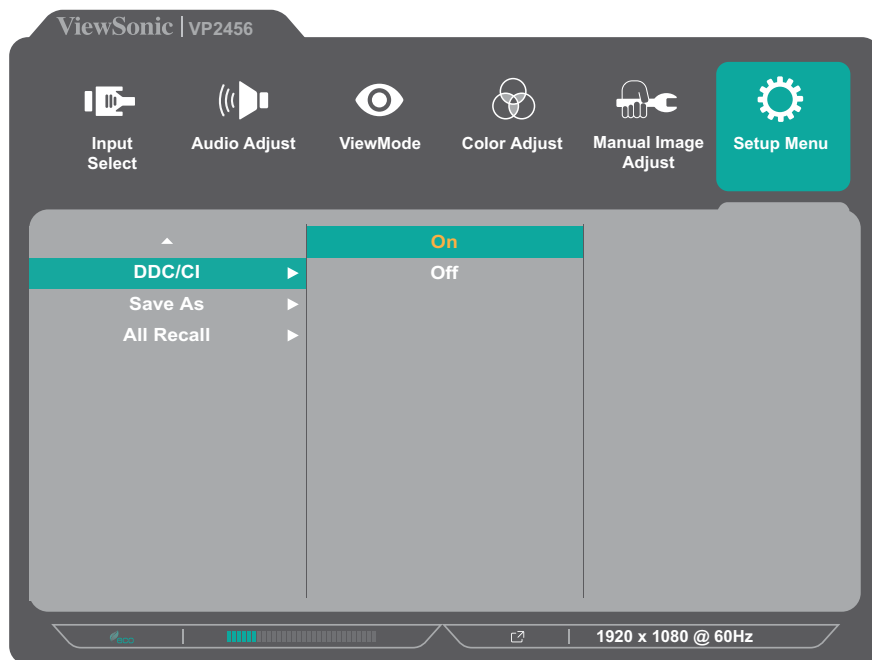 ViewSonic | VP2456
Input
Select
Audio Adjust
ViewMode
Color Adjust
Manual Image
Adjust
Setup Menu
DDC/CI
Save As
All Recall
On
Off
eco
1920 x 1080 @ 60Hz